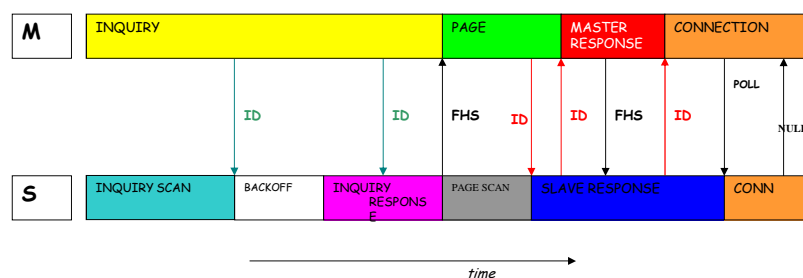 M
INQUIRY
PAGE
MASTER
RESPONSE
CONNECTION
ID
ID
FHS
ID
ID
FHS
ID
POLL
NULL
S
INQUIRY SCAN
BACKOFF
INQUIRY
RESPONS
E
PAGE SCAN
SLAVE RESPONSE
CONN
time